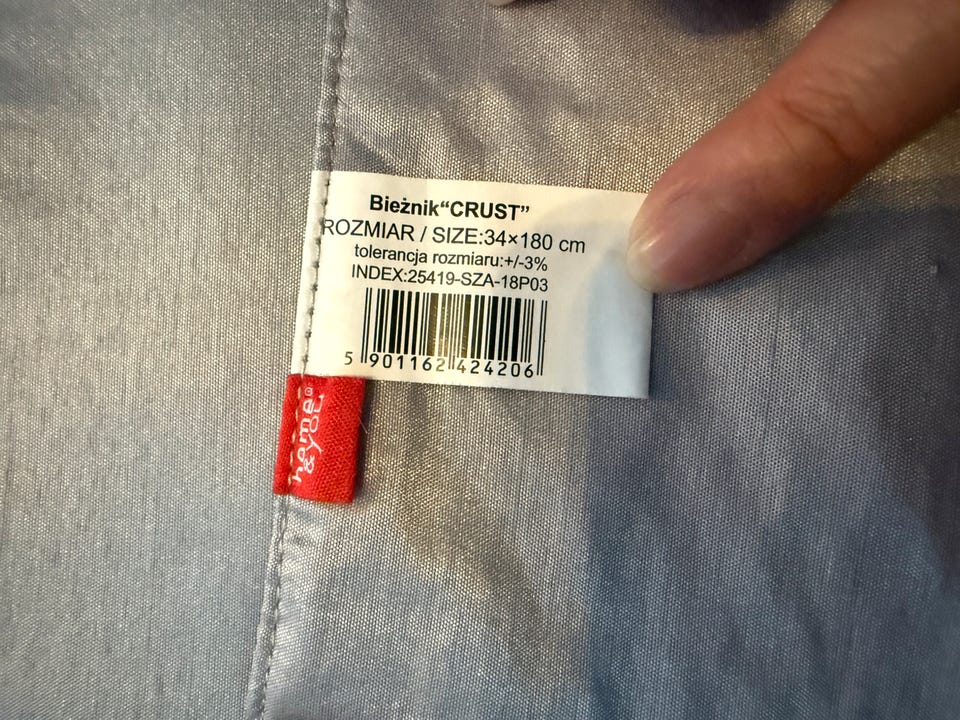 Bieżnik“CRUST”
ROZMIAR / SIZE:34×180 cm
tolerancja rozmiaru:+/-3%
INDEX:25419-SZA-18P03
5 901162 424206
home®
&you